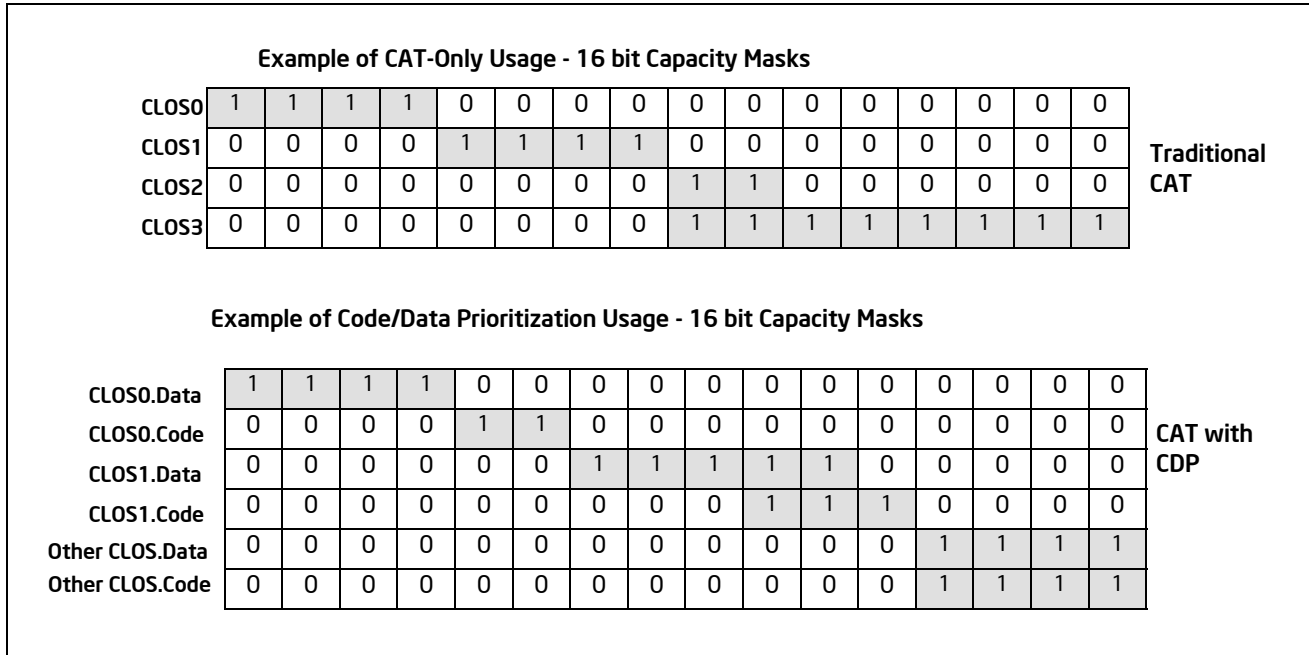 Example of CAT-Only Usage - 16 bit Capacity Masks
CLOS0 1 1 1 1 0 0 0 0 0 0 0 0 0 0 0 0
CLOS1 0 0 0 0 1 1 1 1 0 0 0 0 0 0 0 0
CLOS2 0 0 0 0 0 0 0 0 1 1 0 0 0 0 0 0
CLOS3 0 0 0 0 0 0 0 0 1 1 1 1 1 1 1 1
Traditional
CAT
Example of Code/Data Prioritization Usage - 16 bit Capacity Masks
CLOS0.Data 1 1 1 1 0 0 0 0 0 0 0 0 0 0 0 0
CLOS0.Code 0 0 0 0 1 1 0 0 0 0 0 0 0 0 0 0
CLOS1.Data 0 0 0 0 0 0 1 1 1 1 1 0 0 0 0 0
CLOS1.Code 0 0 0 0 0 0 0 0 0 1 1 1 0 0 0 0
Other CLOS.Data 0 0 0 0 0 0 0 0 0 0 0 0 1 1 1 1
Other CLOS.Code 0 0 0 0 0 0 0 0 0 0 0 0 1 1 1 1
CAT with
CDP